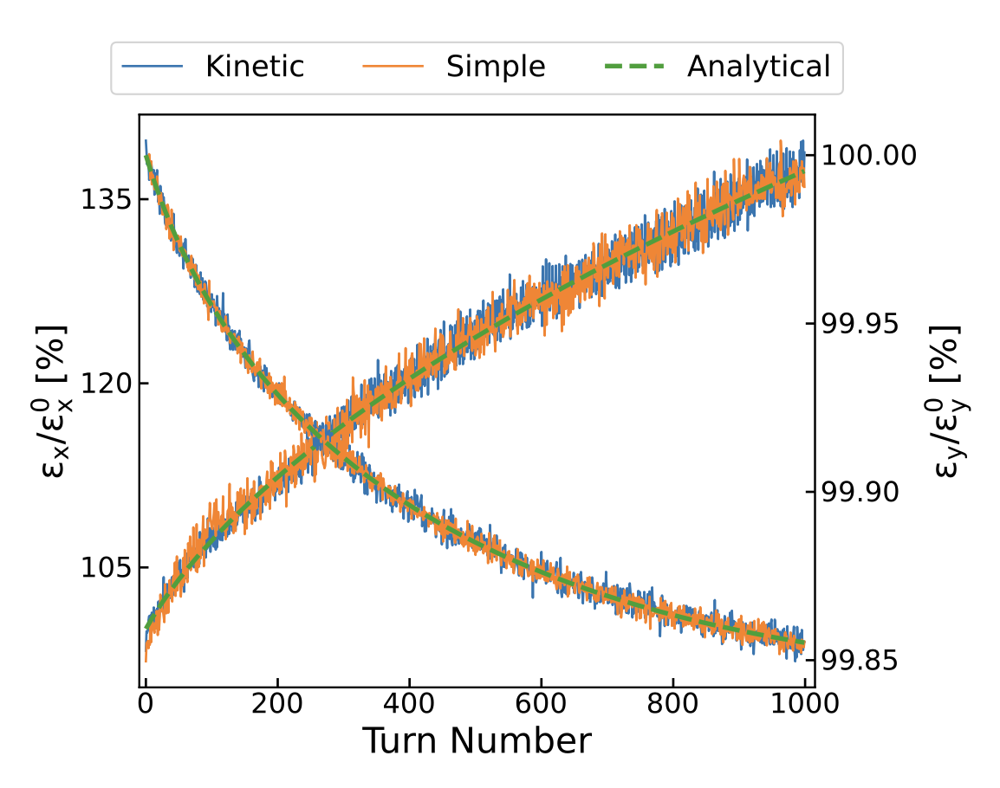 Kinetic Simple Analytical
135
120
105
εx/εx⁰ [%]
100.00
99.95
99.90
99.85
εy/εy⁰ [%]
0 200 400 600 800 1000
Turn Number